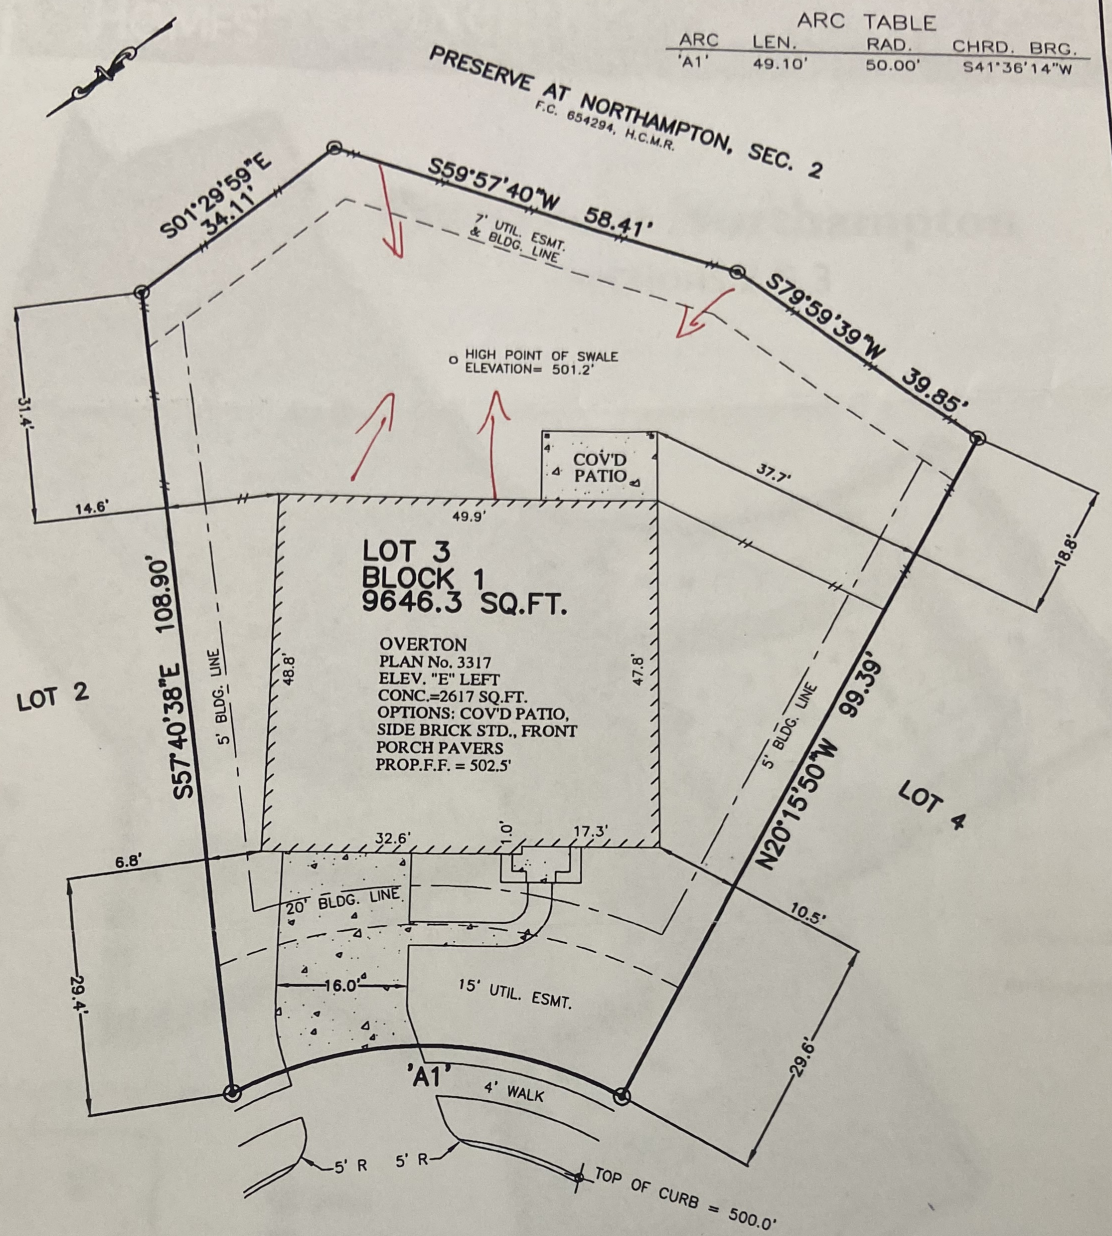 ARC TABLE
ARC LEN. RAD. CHRD. BRG.
'A1' 49.10' 50.00' S41°36'14"W
N
PRESERVE AT NORTHAMPTON, SEC. 2
F.C. 654294, H.C.M.R.
S01°29'59"E
34.11'
S59°57'40"W 58.41'
7' UTIL. ESMT.
& BLDG. LINE
S79°59'39"W 39.85'
HIGH POINT OF SWALE
ELEVATION= 501.2'
31.4'
14.6'
COV'D
PATIO
37.7'
18.8'
49.9'
LOT 3
BLOCK 1
9646.3 SQ.FT.
OVERTON
PLAN No. 3317
ELEV. "E" LEFT
CONC.=2617 SQ.FT.
OPTIONS: COV'D PATIO,
SIDE BRICK STD., FRONT
PORCH PAVERS
PROP.F.F. = 502.5'
48.8'
47.8'
LOT 2
S57°40'38"E 108.90'
5' BLDG. LINE
5' BLDG. LINE
N20°15'50"W 99.39'
LOT 4
32.6'
1.0'
17.3'
6.8'
20' BLDG. LINE
10.5'
29.4'
16.0'
15' UTIL. ESMT.
29.6'
'A1'
4' WALK
5' R 5' R
TOP OF CURB = 500.0'